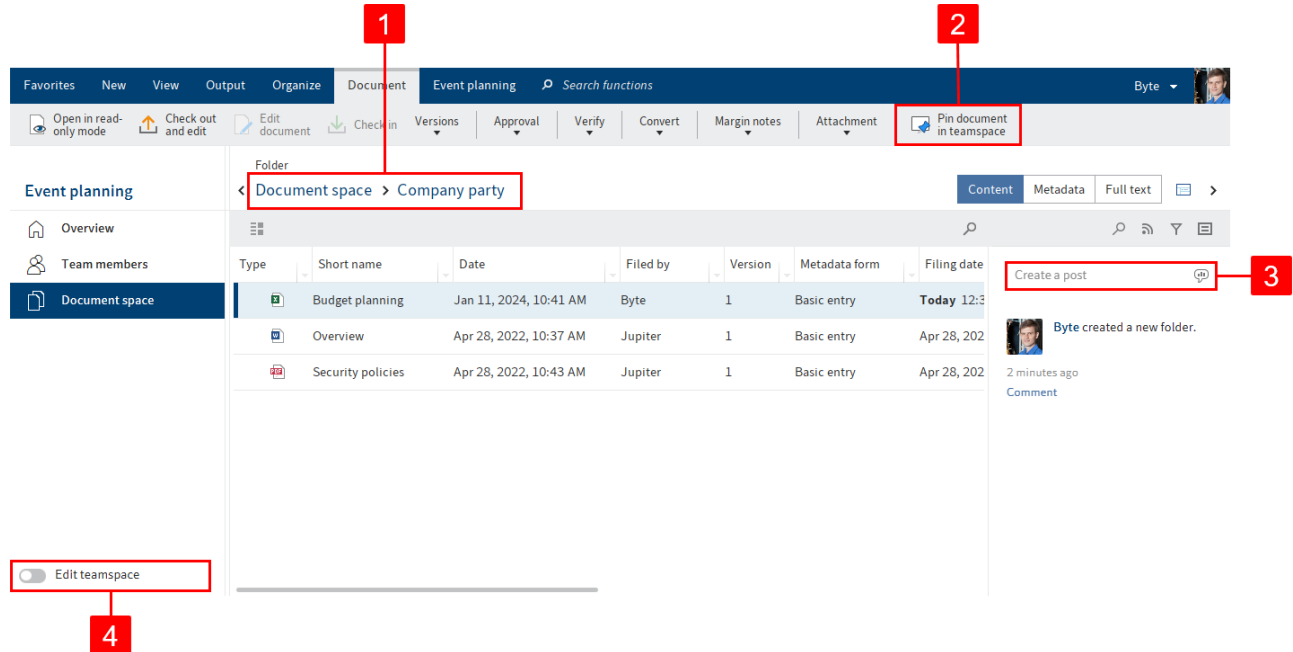 1
2
Favorites New View Output Organize Document Event planning Search functions Byte
Open in read-only mode
Check out and edit
Edit document
Check in
Versions
Approval
Verify
Convert
Margin notes
Attachment
Pin document in teamspace
Folder
Event planning
Document space > Company party
Content Metadata Full text
Overview
Team members
Document space
Type Short name Date Filed by Version Metadata form Filing date
Budget planning Jan 11, 2024, 10:41 AM Byte 1 Basic entry Today 12:3
Overview Apr 28, 2022, 10:37 AM Jupiter 1 Basic entry Apr 28, 202
Security policies Apr 28, 2022, 10:43 AM Jupiter 1 Basic entry Apr 28, 202
Create a post
3
Byte created a new folder.
2 minutes ago
Comment
Edit teamspace
4